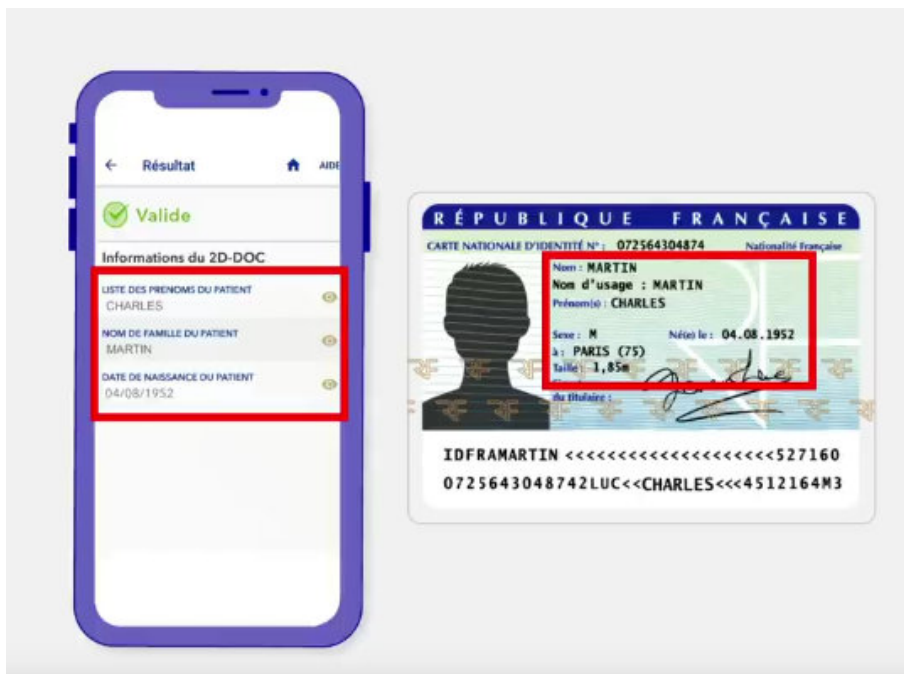 Résultat
AIDE
Valide
Informations du 2D-DOC
LISTE DES PRENOMS DU PATIENT
CHARLES
NOM DE FAMILLE DU PATIENT
MARTIN
DATE DE NAISSANCE DU PATIENT
04/08/1952
RÉPUBLIQUE FRANÇAISE
CARTE NATIONALE D'IDENTITÉ N° : 072564304874 Nationalité Française
Nom : MARTIN
Nom d'usage : MARTIN
Prénom(s) : CHARLES
Sexe : M Né(e) le : 04.08.1952
à : PARIS (75)
Taille : 1,85m
du titulaire :
IDFRAMARTIN <<<<<<<<<<<<<<<<<<<<527160
0725643048742LUC<<CHARLES<<<4512164M3